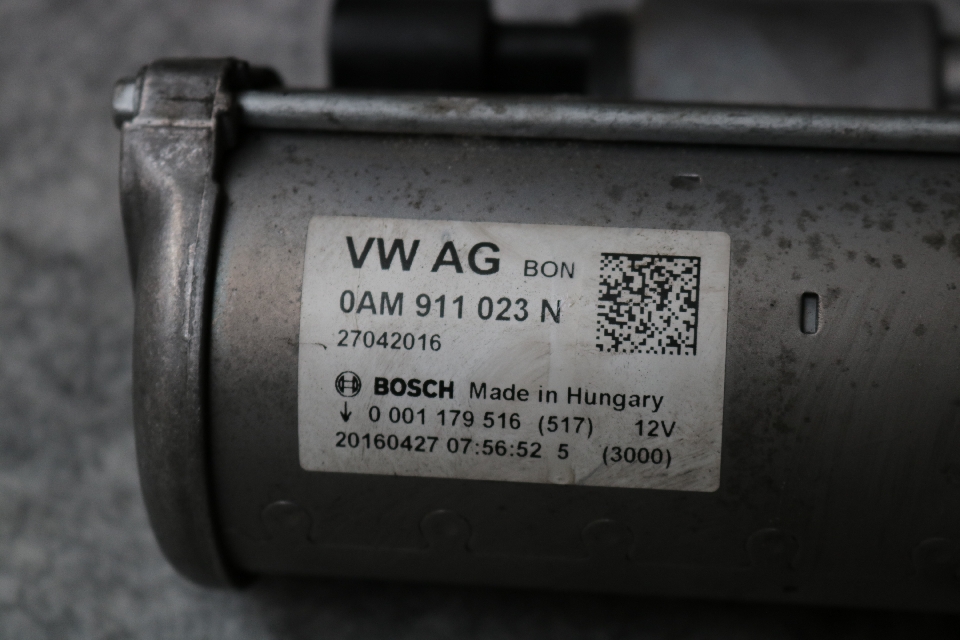 VW AG BON
0AM 911 023 N
27042016
BOSCH Made in Hungary
↓ 0 001 179 516 (517) 12V
20160427 07:56:52 5 (3000)